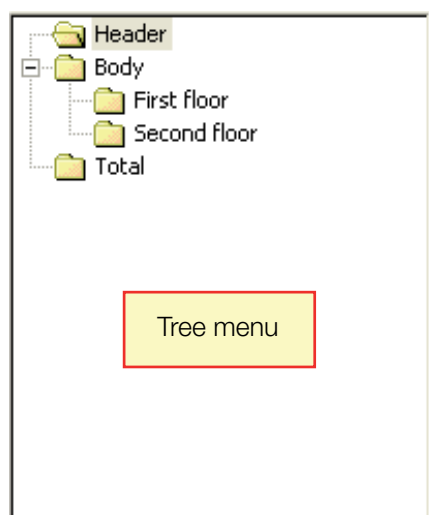 Header
Body
First floor
Second floor
Total
Tree menu